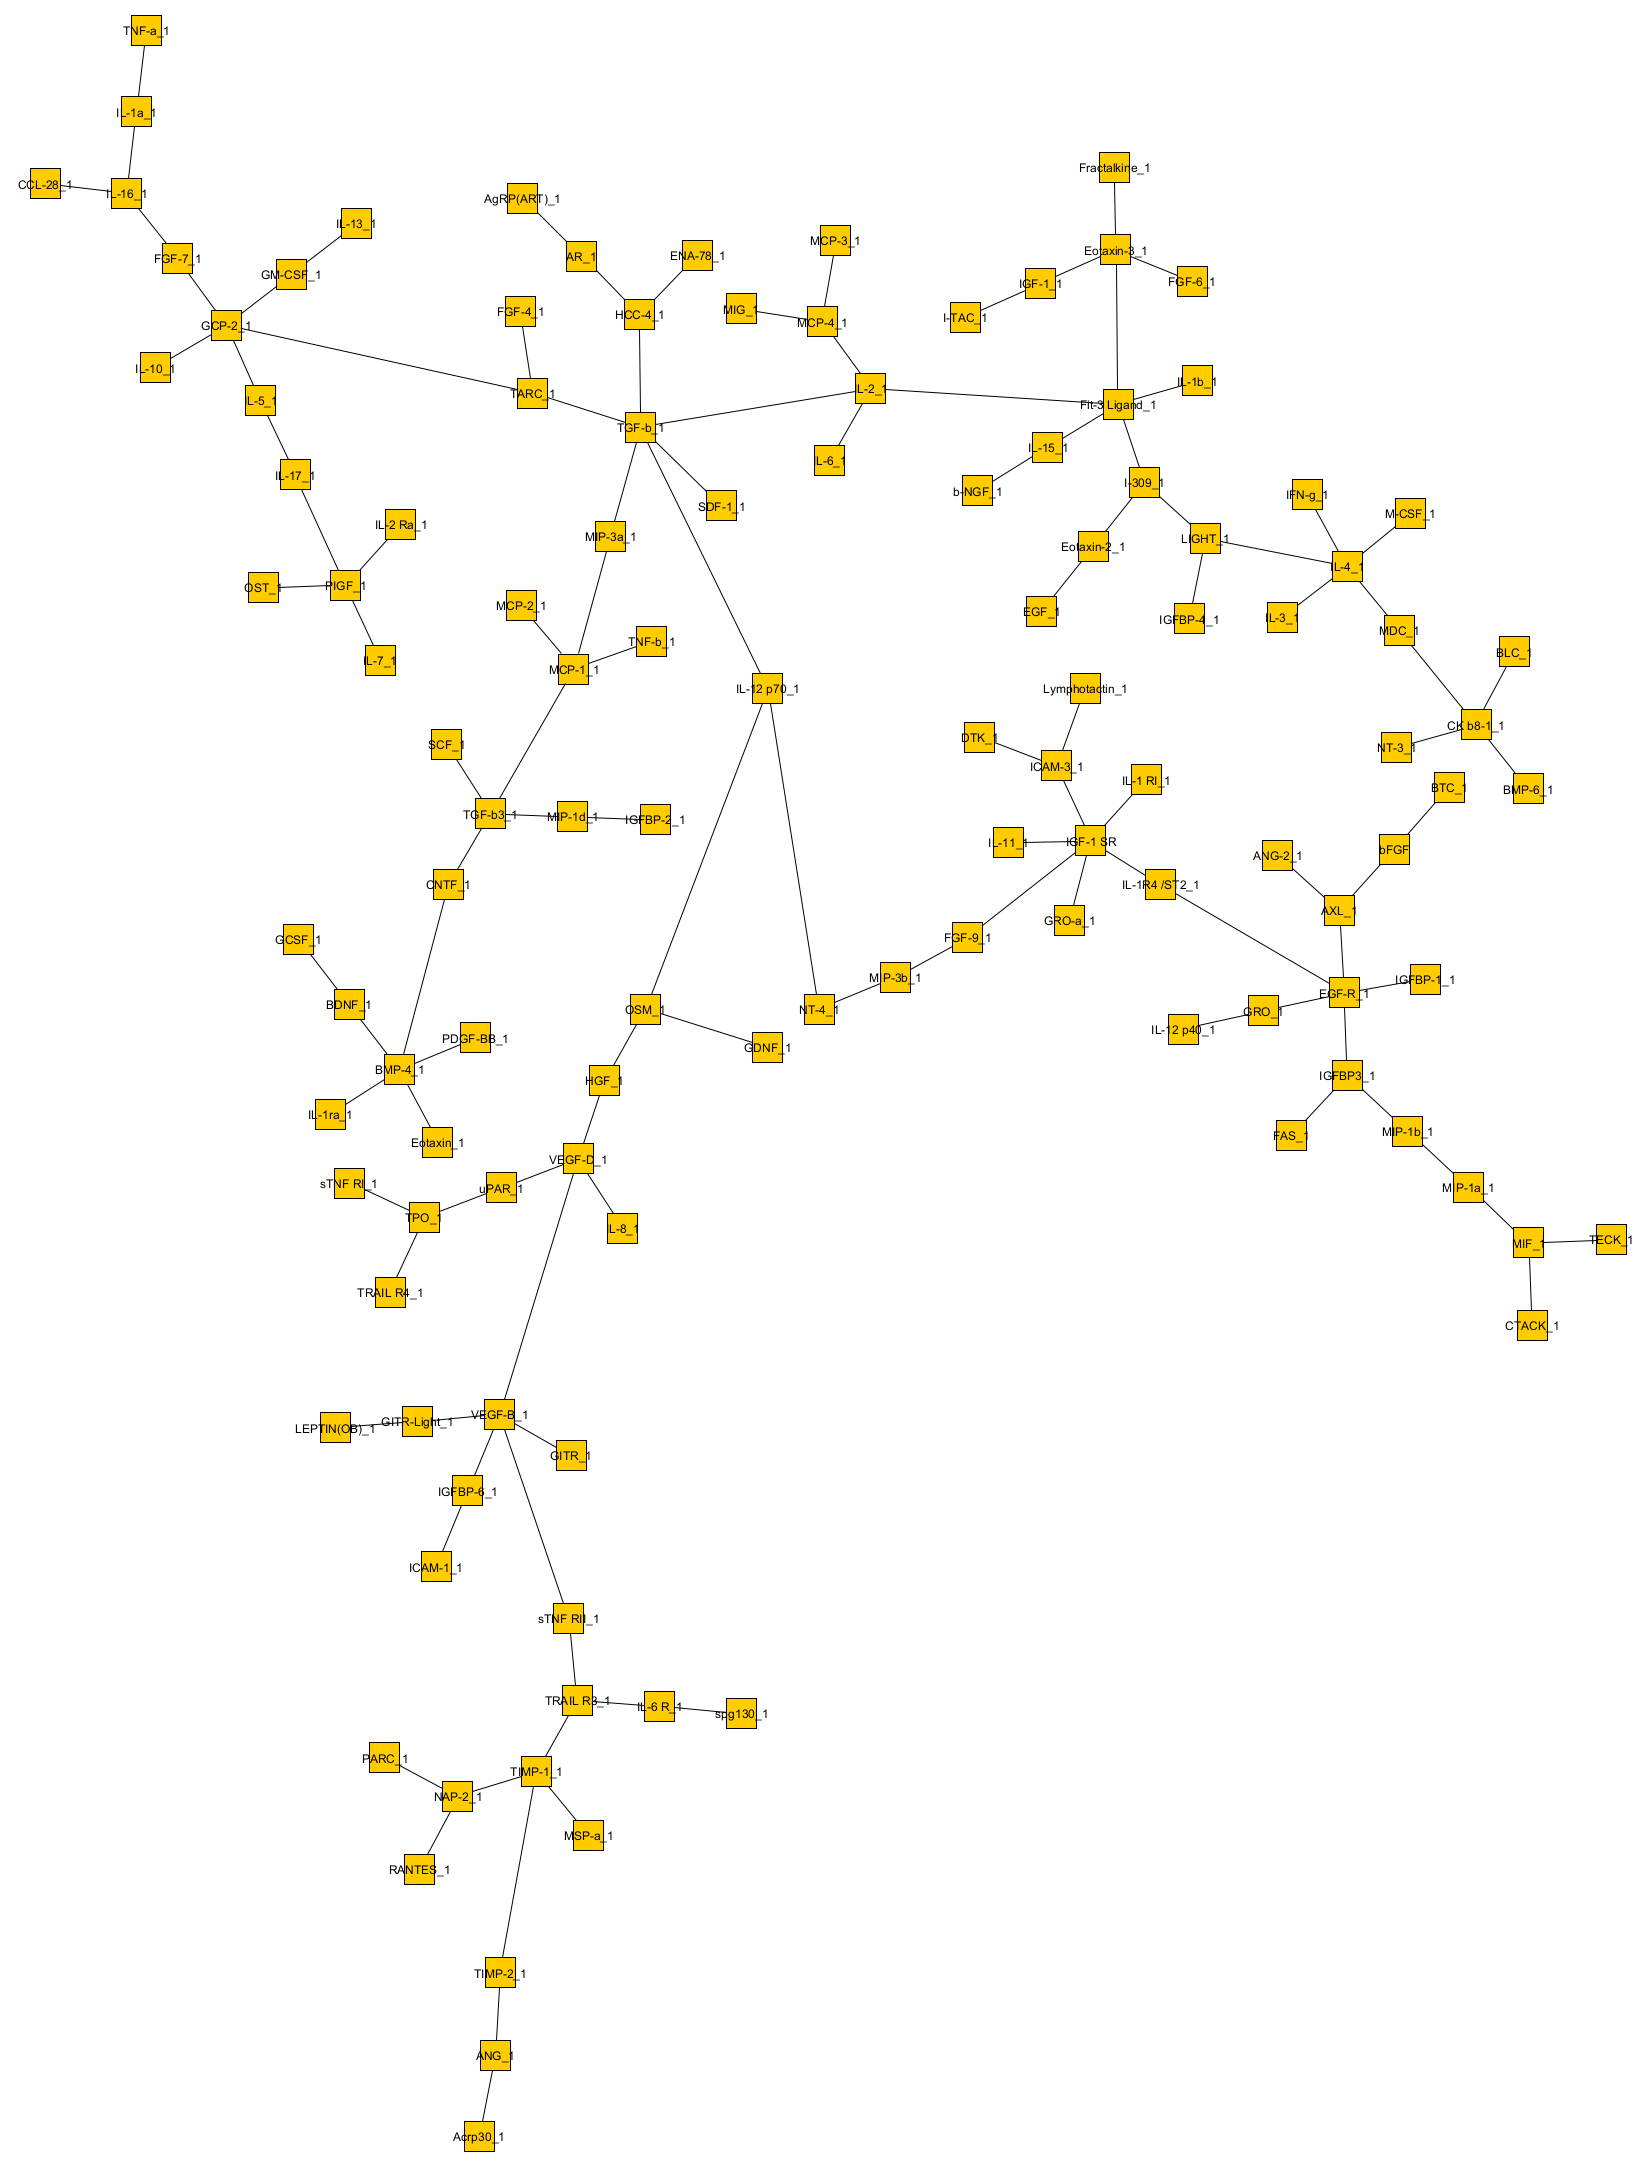 TNF-a_1
IL-1a_1
Fractalkine_1
CCL-28_1
IL-16_1
AgRP(ART)_1
IL-13_1
MCP-3_1
Eotaxin-3_1
FGF-7_1
AR_1
ENA-78_1
GM-CSF_1
IGF-1_1
FGF-6_1
MIG_1
FGF-4_1
HCC-4_1
I-TAC_1
MCP-4_1
GCP-2_1
IL-10_1
IL-1b_1
IL-2_1
TARC_1
IL-5_1
Fit-3 Ligand_1
TGF-b_1
IL-15_1
IL-6_1
IL-17_1
I-309_1
b-NGF_1
IFN-g_1
SDF-1_1
M-CSF_1
IL-2 Ra_1
MIP-3a_1
LIGHT_1
Eotaxin-2_1
IL-4_1
PIGF_1
OST_1
MCP-2_1
EGF_1
IGFBP-4_1
IL-3_1
MDC_1
TNF-b_1
BLC_1
IL-7_1
MCP-1_1
IL-12 p70_1
Lymphotactin_1
CK b8-1_1
DTK_1
SCF_1
NT-3_1
ICAM-3_1
IL-1 RI_1
BTC_1
BMP-6_1
TGF-b3_1
MIP-1d_1
IGFBP-2_1
IL-11_1
IGF-1 SR
bFGF
ANG-2_1
CNTF_1
IL-1R4 /ST2_1
AXL_1
GRO-a_1
GCSF_1
FGF-9_1
MIP-3b_1
IGFBP-1_1
EGF-R_1
BDNF_1
OSM_1
NT-4_1
GRO_1
IL-12 p40_1
PDGF-BB_1
GDNF_1
BMP-4_1
IGFBP3_1
HGF_1
IL-1ra_1
MIP-1b_1
FAS_1
Eotaxin_1
VEGF-D_1
sTNF RI_1
uPAR_1
MIP-1a_1
TPO_1
IL-8_1
TECK_1
MIF_1
TRAIL R4_1
CTACK_1
VEGF-B_1
GITR-Light_1
LEPTIN(OB)_1
GITR_1
IGFBP-6_1
ICAM-1_1
sTNF RII_1
TRAIL R3_1
IL-6 R_1
spg130_1
PARC_1
TIMP-1_1
NAP-2_1
MSP-a_1
RANTES_1
TIMP-2_1
ANG_1
Acrp30_1